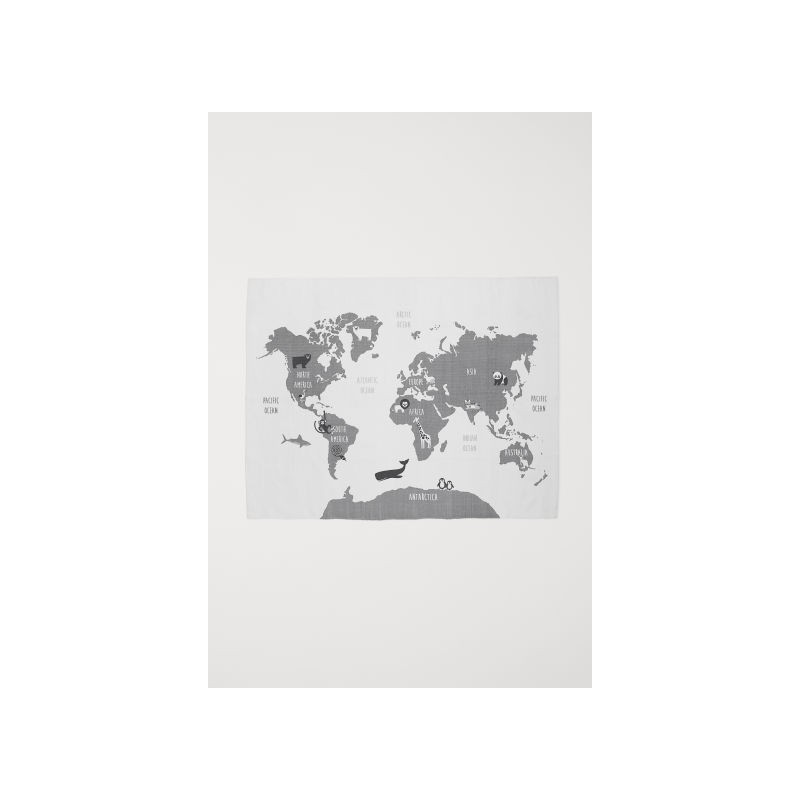 ARCTIC
OCEAN
NORTH
AMERICA
ATLANTIC
OCEAN
EUROPE
ASIA
PACIFIC
OCEAN
PACIFIC
OCEAN
AFRICA
SOUTH
AMERICA
INDIAN
OCEAN
AUSTRALIA
ANTARCTICA